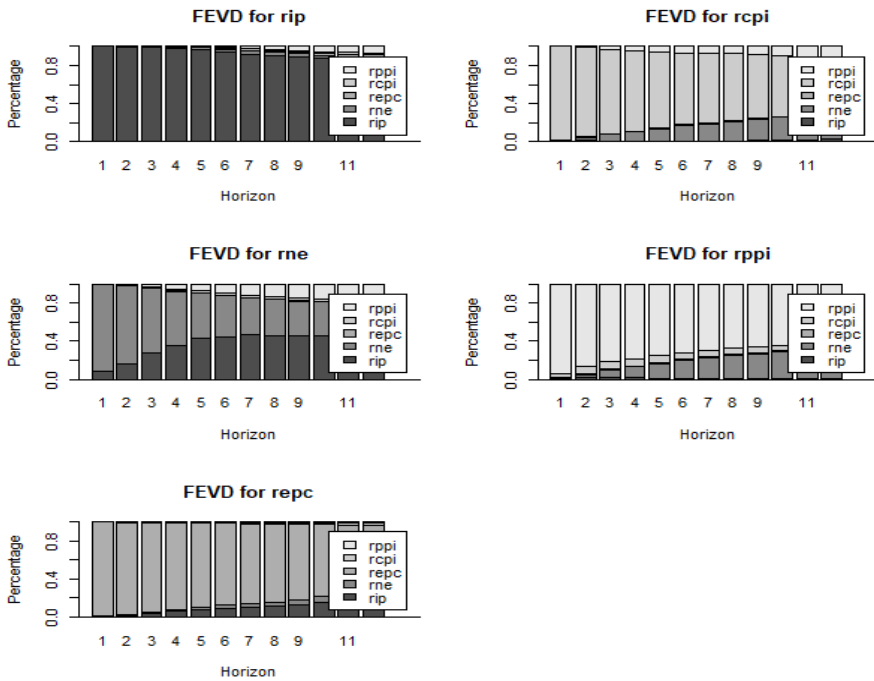 FEVD for rip
Percentage
0.0 0.4 0.8
rppi
rcpi
repc
rne
rip
1 2 3 4 5 6 7 8 9 11
Horizon
FEVD for rcpi
Percentage
0.0 0.4 0.8
rppi
rcpi
repc
rne
rip
1 2 3 4 5 6 7 8 9 11
Horizon
FEVD for rne
Percentage
0.0 0.4 0.8
rppi
rcpi
repc
rne
rip
1 2 3 4 5 6 7 8 9 11
Horizon
FEVD for rppi
Percentage
0.0 0.4 0.8
rppi
rcpi
repc
rne
rip
1 2 3 4 5 6 7 8 9 11
Horizon
FEVD for repc
Percentage
0.0 0.4 0.8
rppi
rcpi
repc
rne
rip
1 2 3 4 5 6 7 8 9 11
Horizon